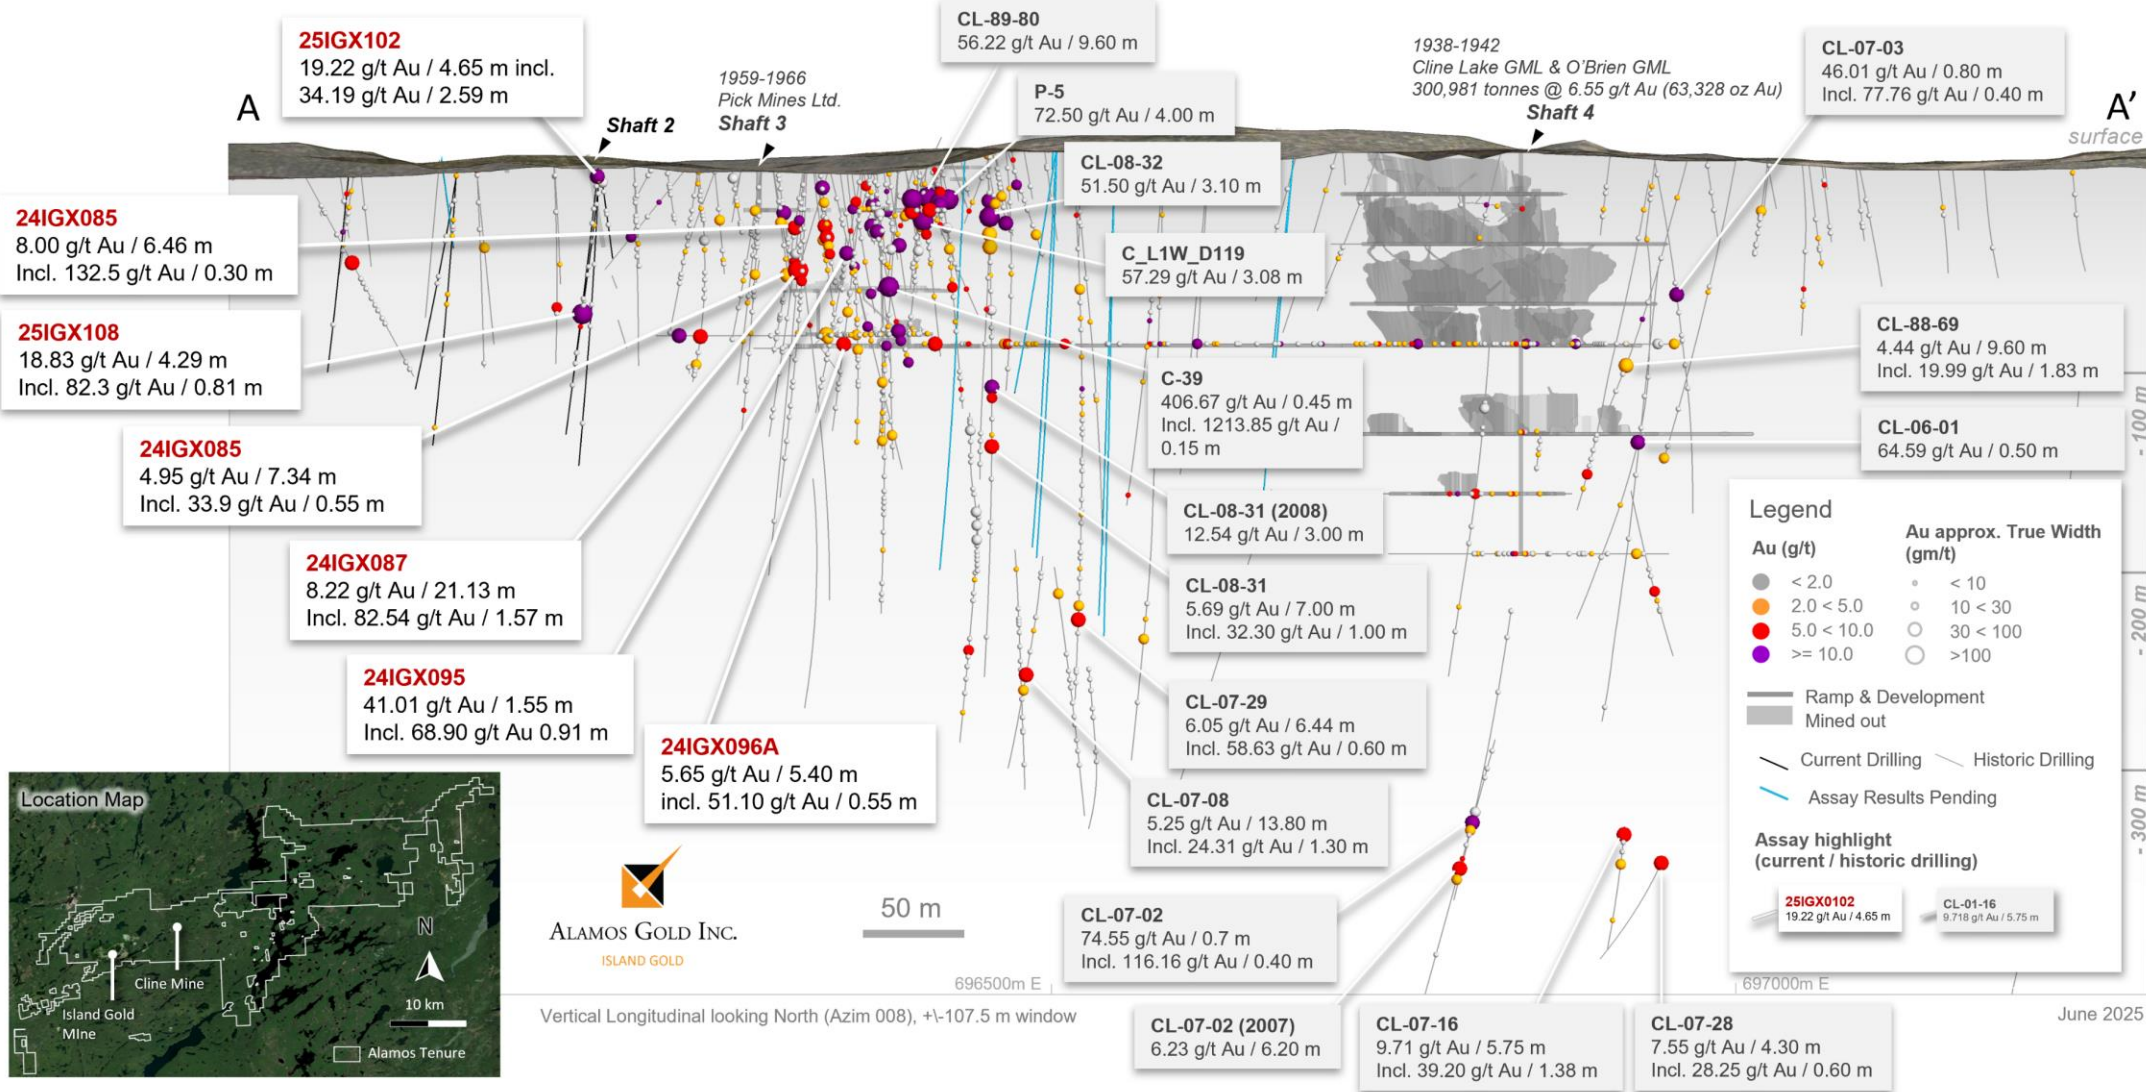 25IGX102
19.22 g/t Au / 4.65 m incl.
34.19 g/t Au / 2.59 m
CL-89-80
56.22 g/t Au / 9.60 m
1938-1942
Cline Lake GML & O'Brien GML
300,981 tonnes @ 6.55 g/t Au (63,328 oz Au)
Shaft 4
CL-07-03
46.01 g/t Au / 0.80 m
Incl. 77.76 g/t Au / 0.40 m
A
A'
surface
Shaft 2
1959-1966
Pick Mines Ltd.
Shaft 3
P-5
72.50 g/t Au / 4.00 m
CL-08-32
51.50 g/t Au / 3.10 m
24IGX085
8.00 g/t Au / 6.46 m
Incl. 132.5 g/t Au / 0.30 m
C_L1W_D119
57.29 g/t Au / 3.08 m
25IGX108
18.83 g/t Au / 4.29 m
Incl. 82.3 g/t Au / 0.81 m
CL-88-69
4.44 g/t Au / 9.60 m
Incl. 19.99 g/t Au / 1.83 m
C-39
406.67 g/t Au / 0.45 m
Incl. 1213.85 g/t Au /
0.15 m
CL-06-01
64.59 g/t Au / 0.50 m
24IGX085
4.95 g/t Au / 7.34 m
Incl. 33.9 g/t Au / 0.55 m
CL-08-31 (2008)
12.54 g/t Au / 3.00 m
24IGX087
8.22 g/t Au / 21.13 m
Incl. 82.54 g/t Au / 1.57 m
CL-08-31
5.69 g/t Au / 7.00 m
Incl. 32.30 g/t Au / 1.00 m
24IGX095
41.01 g/t Au / 1.55 m
Incl. 68.90 g/t Au 0.91 m
CL-07-29
6.05 g/t Au / 6.44 m
Incl. 58.63 g/t Au / 0.60 m
24IGX096A
5.65 g/t Au / 5.40 m
incl. 51.10 g/t Au / 0.55 m
CL-07-08
5.25 g/t Au / 13.80 m
Incl. 24.31 g/t Au / 1.30 m
CL-07-02
74.55 g/t Au / 0.7 m
Incl. 116.16 g/t Au / 0.40 m
CL-07-02 (2007)
6.23 g/t Au / 6.20 m
CL-07-16
9.71 g/t Au / 5.75 m
Incl. 39.20 g/t Au / 1.38 m
CL-07-28
7.55 g/t Au / 4.30 m
Incl. 28.25 g/t Au / 0.60 m
- 100 m
- 200 m
- 300 m
Legend
Au (g/t)
< 2.0
2.0 < 5.0
5.0 < 10.0
>= 10.0
Au approx. True Width
(gm/t)
< 10
10 < 30
30 < 100
>100
Ramp & Development
Mined out
Current Drilling
Historic Drilling
Assay Results Pending
Assay highlight
(current / historic drilling)
25IGX0102
19.22 g/t Au / 4.65 m
CL-01-16
9.718 g/t Au / 5.75 m
Location Map
Cline Mine
Island Gold
MIne
N
10 km
Alamos Tenure
ALAMOS GOLD INC.
ISLAND GOLD
50 m
696500m E
697000m E
Vertical Longitudinal looking North (Azim 008), +\-107.5 m window
June 2025